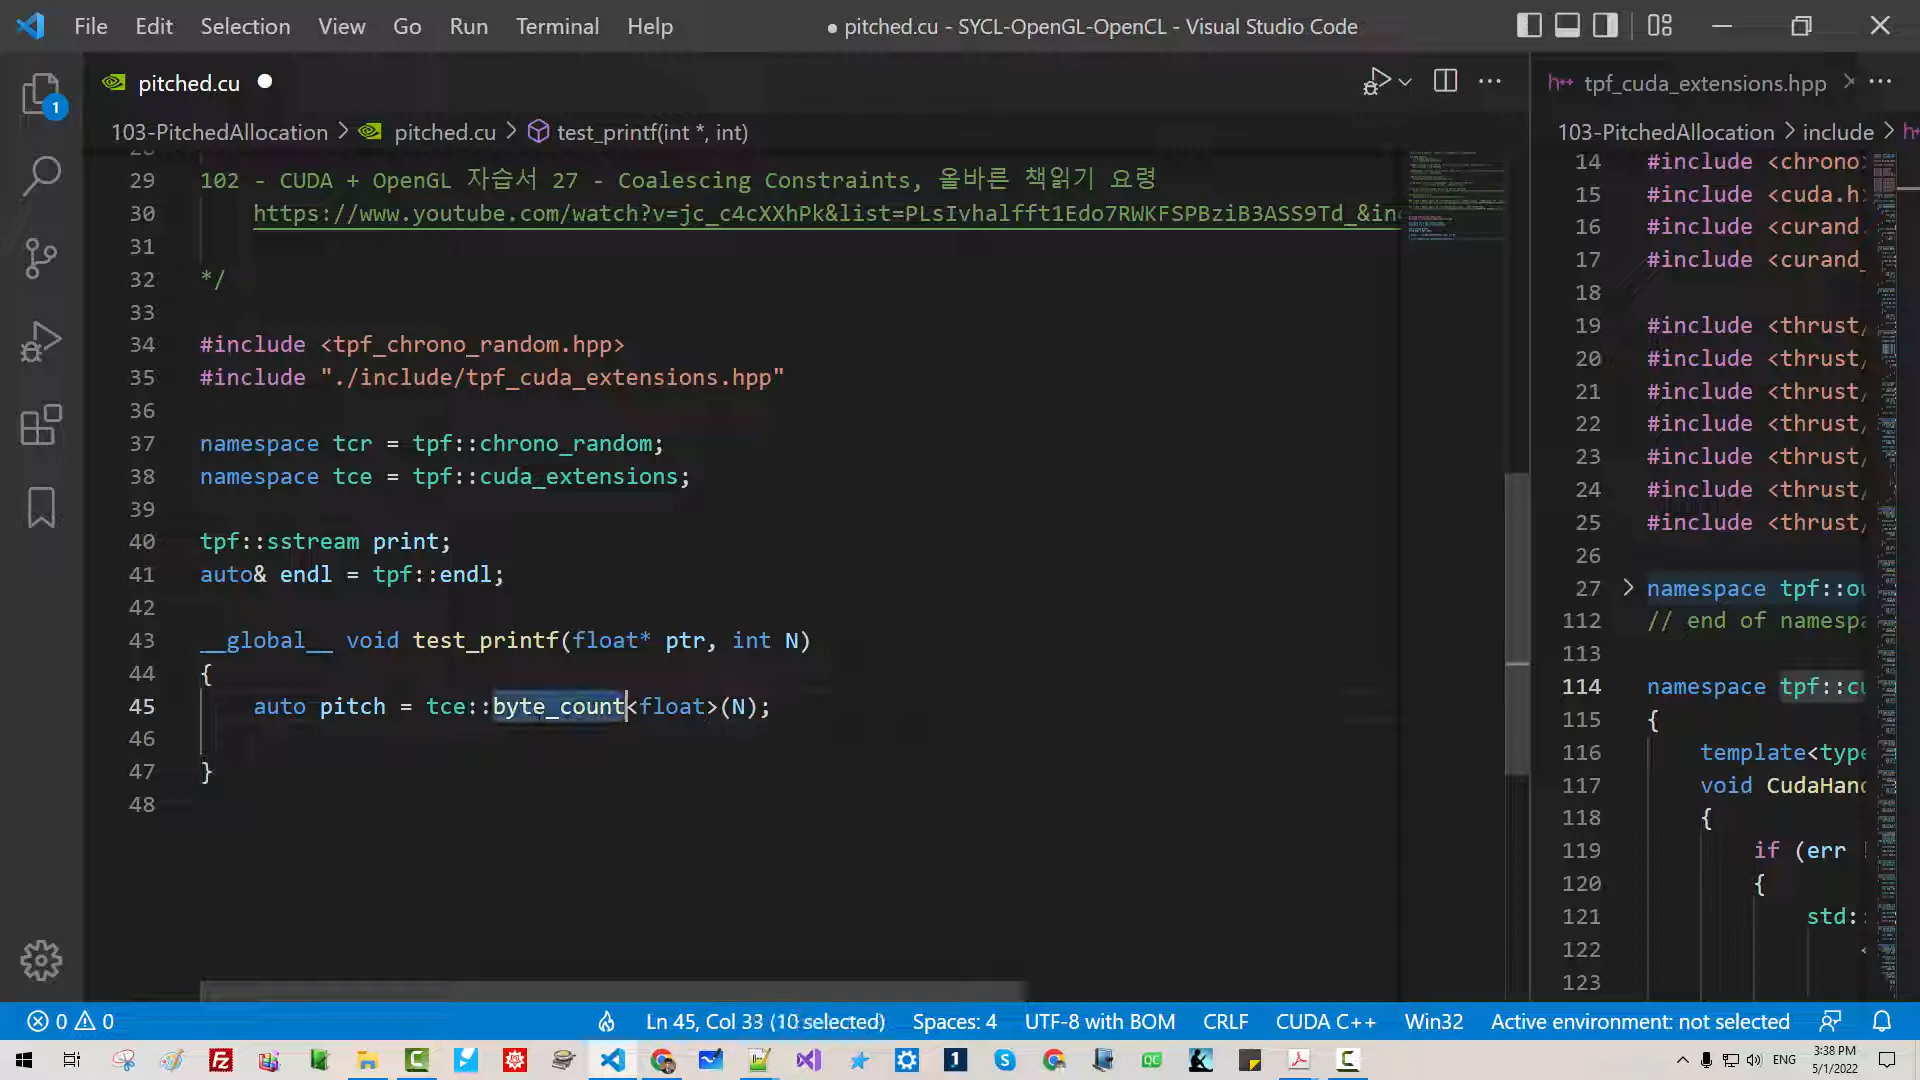 File Edit Selection View Go Run Terminal Help
● pitched.cu - SYCL-OpenGL-OpenCL - Visual Studio Code
pitched.cu
103-PitchedAllocation > pitched.cu > test_printf(int *, int)
29 102 - CUDA + OpenGL 자습서 27 - Coalescing Constraints, 올바른 책읽기 요령
30 https://www.youtube.com/watch?v=jc_c4cXXhPk&list=PLsIvhalfft1Edo7RWKFSPBziB3ASS9Td_&in
31
32 */
33
34 #include <tpf_chrono_random.hpp>
35 #include "./include/tpf_cuda_extensions.hpp"
36
37 namespace tcr = tpf::chrono_random;
38 namespace tce = tpf::cuda_extensions;
39
40 tpf::sstream print;
41 auto& endl = tpf::endl;
42
43 __global__ void test_printf(float* ptr, int N)
44 {
45 auto pitch = tce::byte_count<float>(N);
46
47 }
48
tpf_cuda_extensions.hpp
103-PitchedAllocation > include >
14 #include <chrono
15 #include <cuda.h
16 #include <curand.
17 #include <curand_
18
19 #include <thrust/
20 #include <thrust/
21 #include <thrust/
22 #include <thrust/
23 #include <thrust/
24 #include <thrust/
25 #include <thrust/
26
27 namespace tpf::ou
112 // end of namespa
113
114 namespace tpf::cu
115 {
116 template<type
117 void CudaHand
118 {
119 if (err !
120 {
121 std::
122 <
123
1
0 0
Ln 45, Col 33 (10 selected) Spaces: 4 UTF-8 with BOM CRLF CUDA C++ Win32 Active environment: not selected
ENG
3:38 PM
5/1/2022